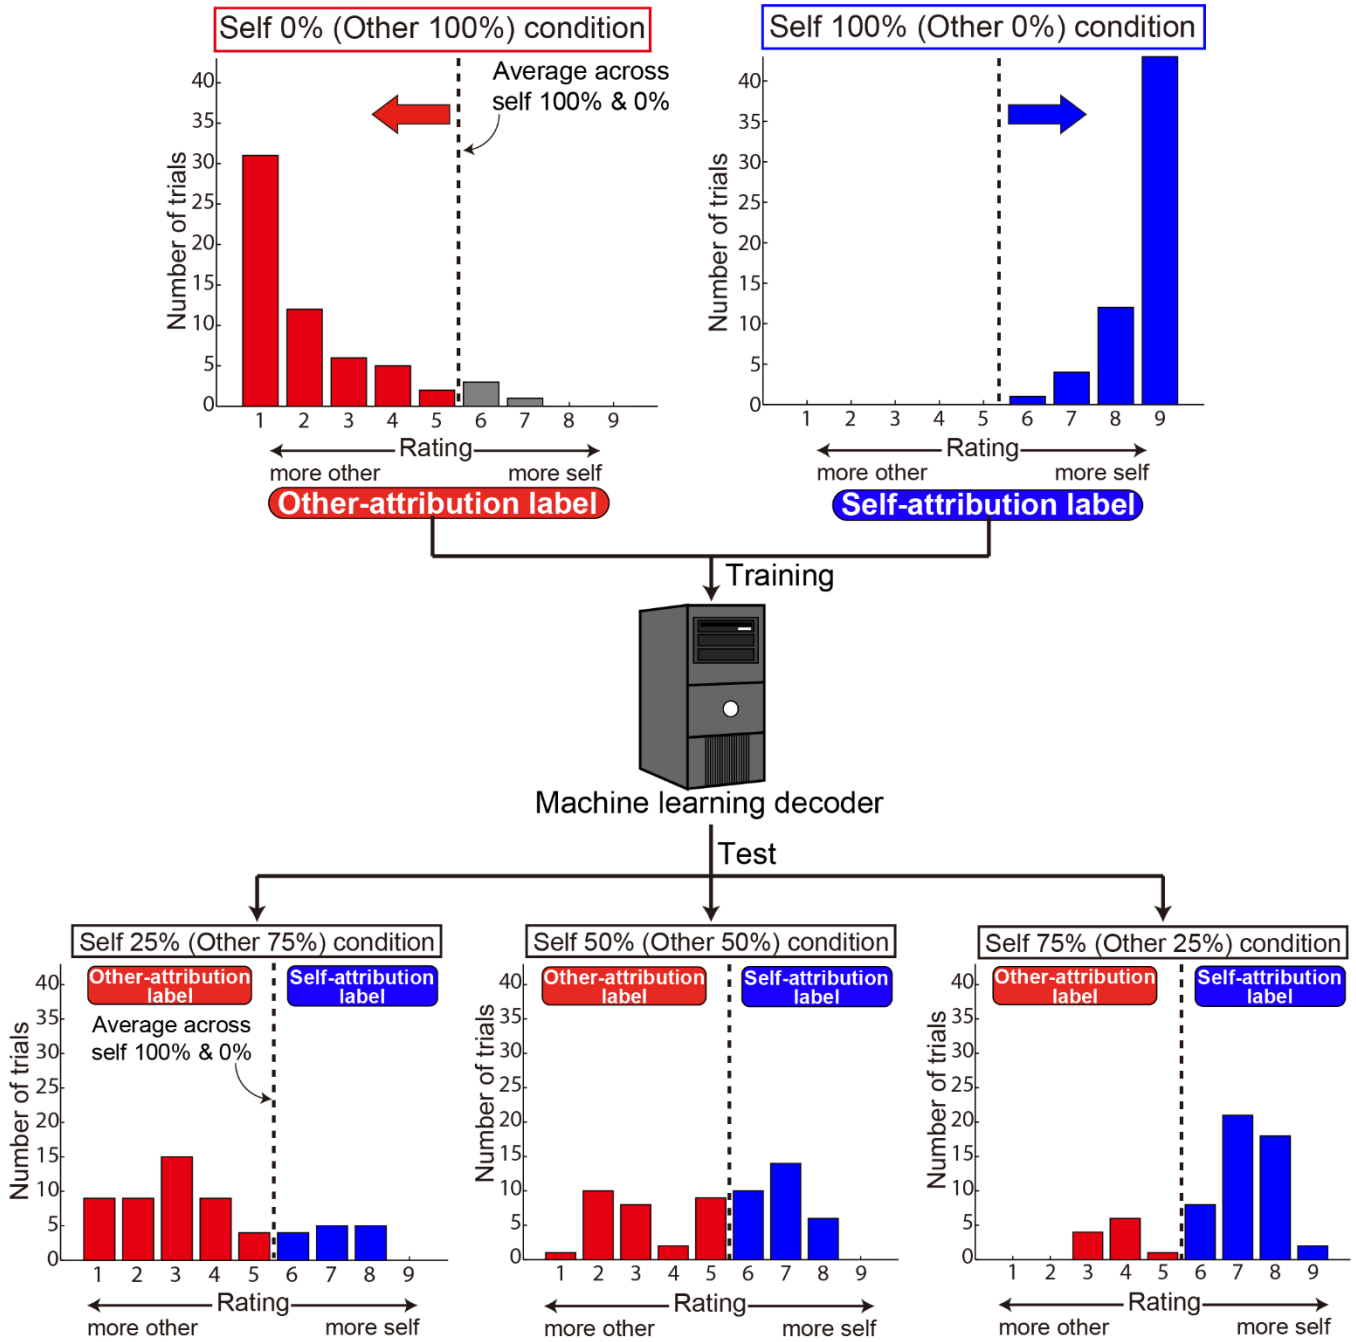 Self 0% (Other 100%) condition
Average across
self 100% & 0%
Number of trials
40
35
30
25
20
15
10
5
0
1 2 3 4 5 6 7 8 9
Rating
more other more self
Other-attribution label
Self 100% (Other 0%) condition
Number of trials
40
35
30
25
20
15
10
5
0
1 2 3 4 5 6 7 8 9
Rating
more other more self
Self-attribution label
Training
Machine learning decoder
Test
Self 25% (Other 75%) condition
Other-attribution
label
Self-attribution
label
Average across
self 100% & 0%
Number of trials
40
35
30
25
20
15
10
5
0
1 2 3 4 5 6 7 8 9
Rating
more other more self
Self 50% (Other 50%) condition
Other-attribution
label
Self-attribution
label
Number of trials
40
35
30
25
20
15
10
5
0
1 2 3 4 5 6 7 8 9
Rating
more other more self
Self 75% (Other 25%) condition
Other-attribution
label
Self-attribution
label
Number of trials
40
35
30
25
20
15
10
5
0
1 2 3 4 5 6 7 8 9
Rating
more other more self